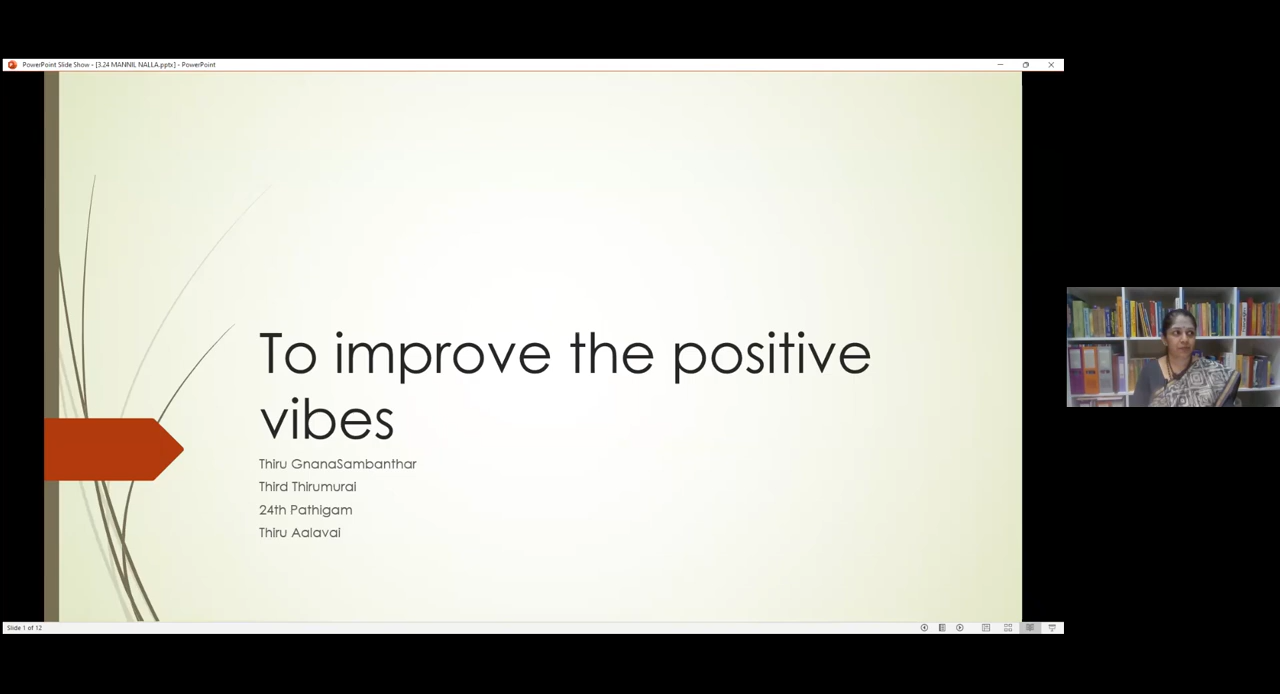 PowerPoint Slide Show - [3.24 MANNIL NALLA.pptx] - PowerPoint
To improve the positive
vibes
Thiru GnanaSambanthar
Third Thirumurai
24th Pathigam
Thiru Aalavai
Slide 1 of 12